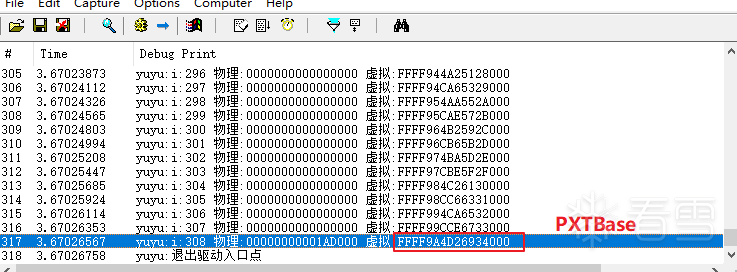 File Edit Capture Options Computer Help
# Time Debug Print
305 3.67023873 yuyu:i:296 物理:0000000000000000 虚拟:FFFF944A25128000
306 3.67024112 yuyu:i:297 物理:0000000000000000 虚拟:FFFF94CA65329000
307 3.67024326 yuyu:i:298 物理:0000000000000000 虚拟:FFFF954AA552A000
308 3.67024565 yuyu:i:299 物理:0000000000000000 虚拟:FFFF95CAE572B000
309 3.67024803 yuyu:i:300 物理:0000000000000000 虚拟:FFFF964B2592C000
310 3.67024994 yuyu:i:301 物理:0000000000000000 虚拟:FFFF96CB65B2D000
311 3.67025208 yuyu:i:302 物理:0000000000000000 虚拟:FFFF974BA5D2E000
312 3.67025447 yuyu:i:303 物理:0000000000000000 虚拟:FFFF97CBE5F2F000
313 3.67025685 yuyu:i:304 物理:0000000000000000 虚拟:FFFF984C26130000
314 3.67025924 yuyu:i:305 物理:0000000000000000 虚拟:FFFF98CC66331000
315 3.67026114 yuyu:i:306 物理:0000000000000000 虚拟:FFFF994CA6532000
316 3.67026353 yuyu:i:307 物理:0000000000000000 虚拟:FFFF99CCE6733000
317 3.67026567 yuyu:i:308 物理:00000000001AD000 虚拟:FFFF9A4D26934000
318 3.67026758 yuyu:退出驱动入口点
PXTBase
看雪